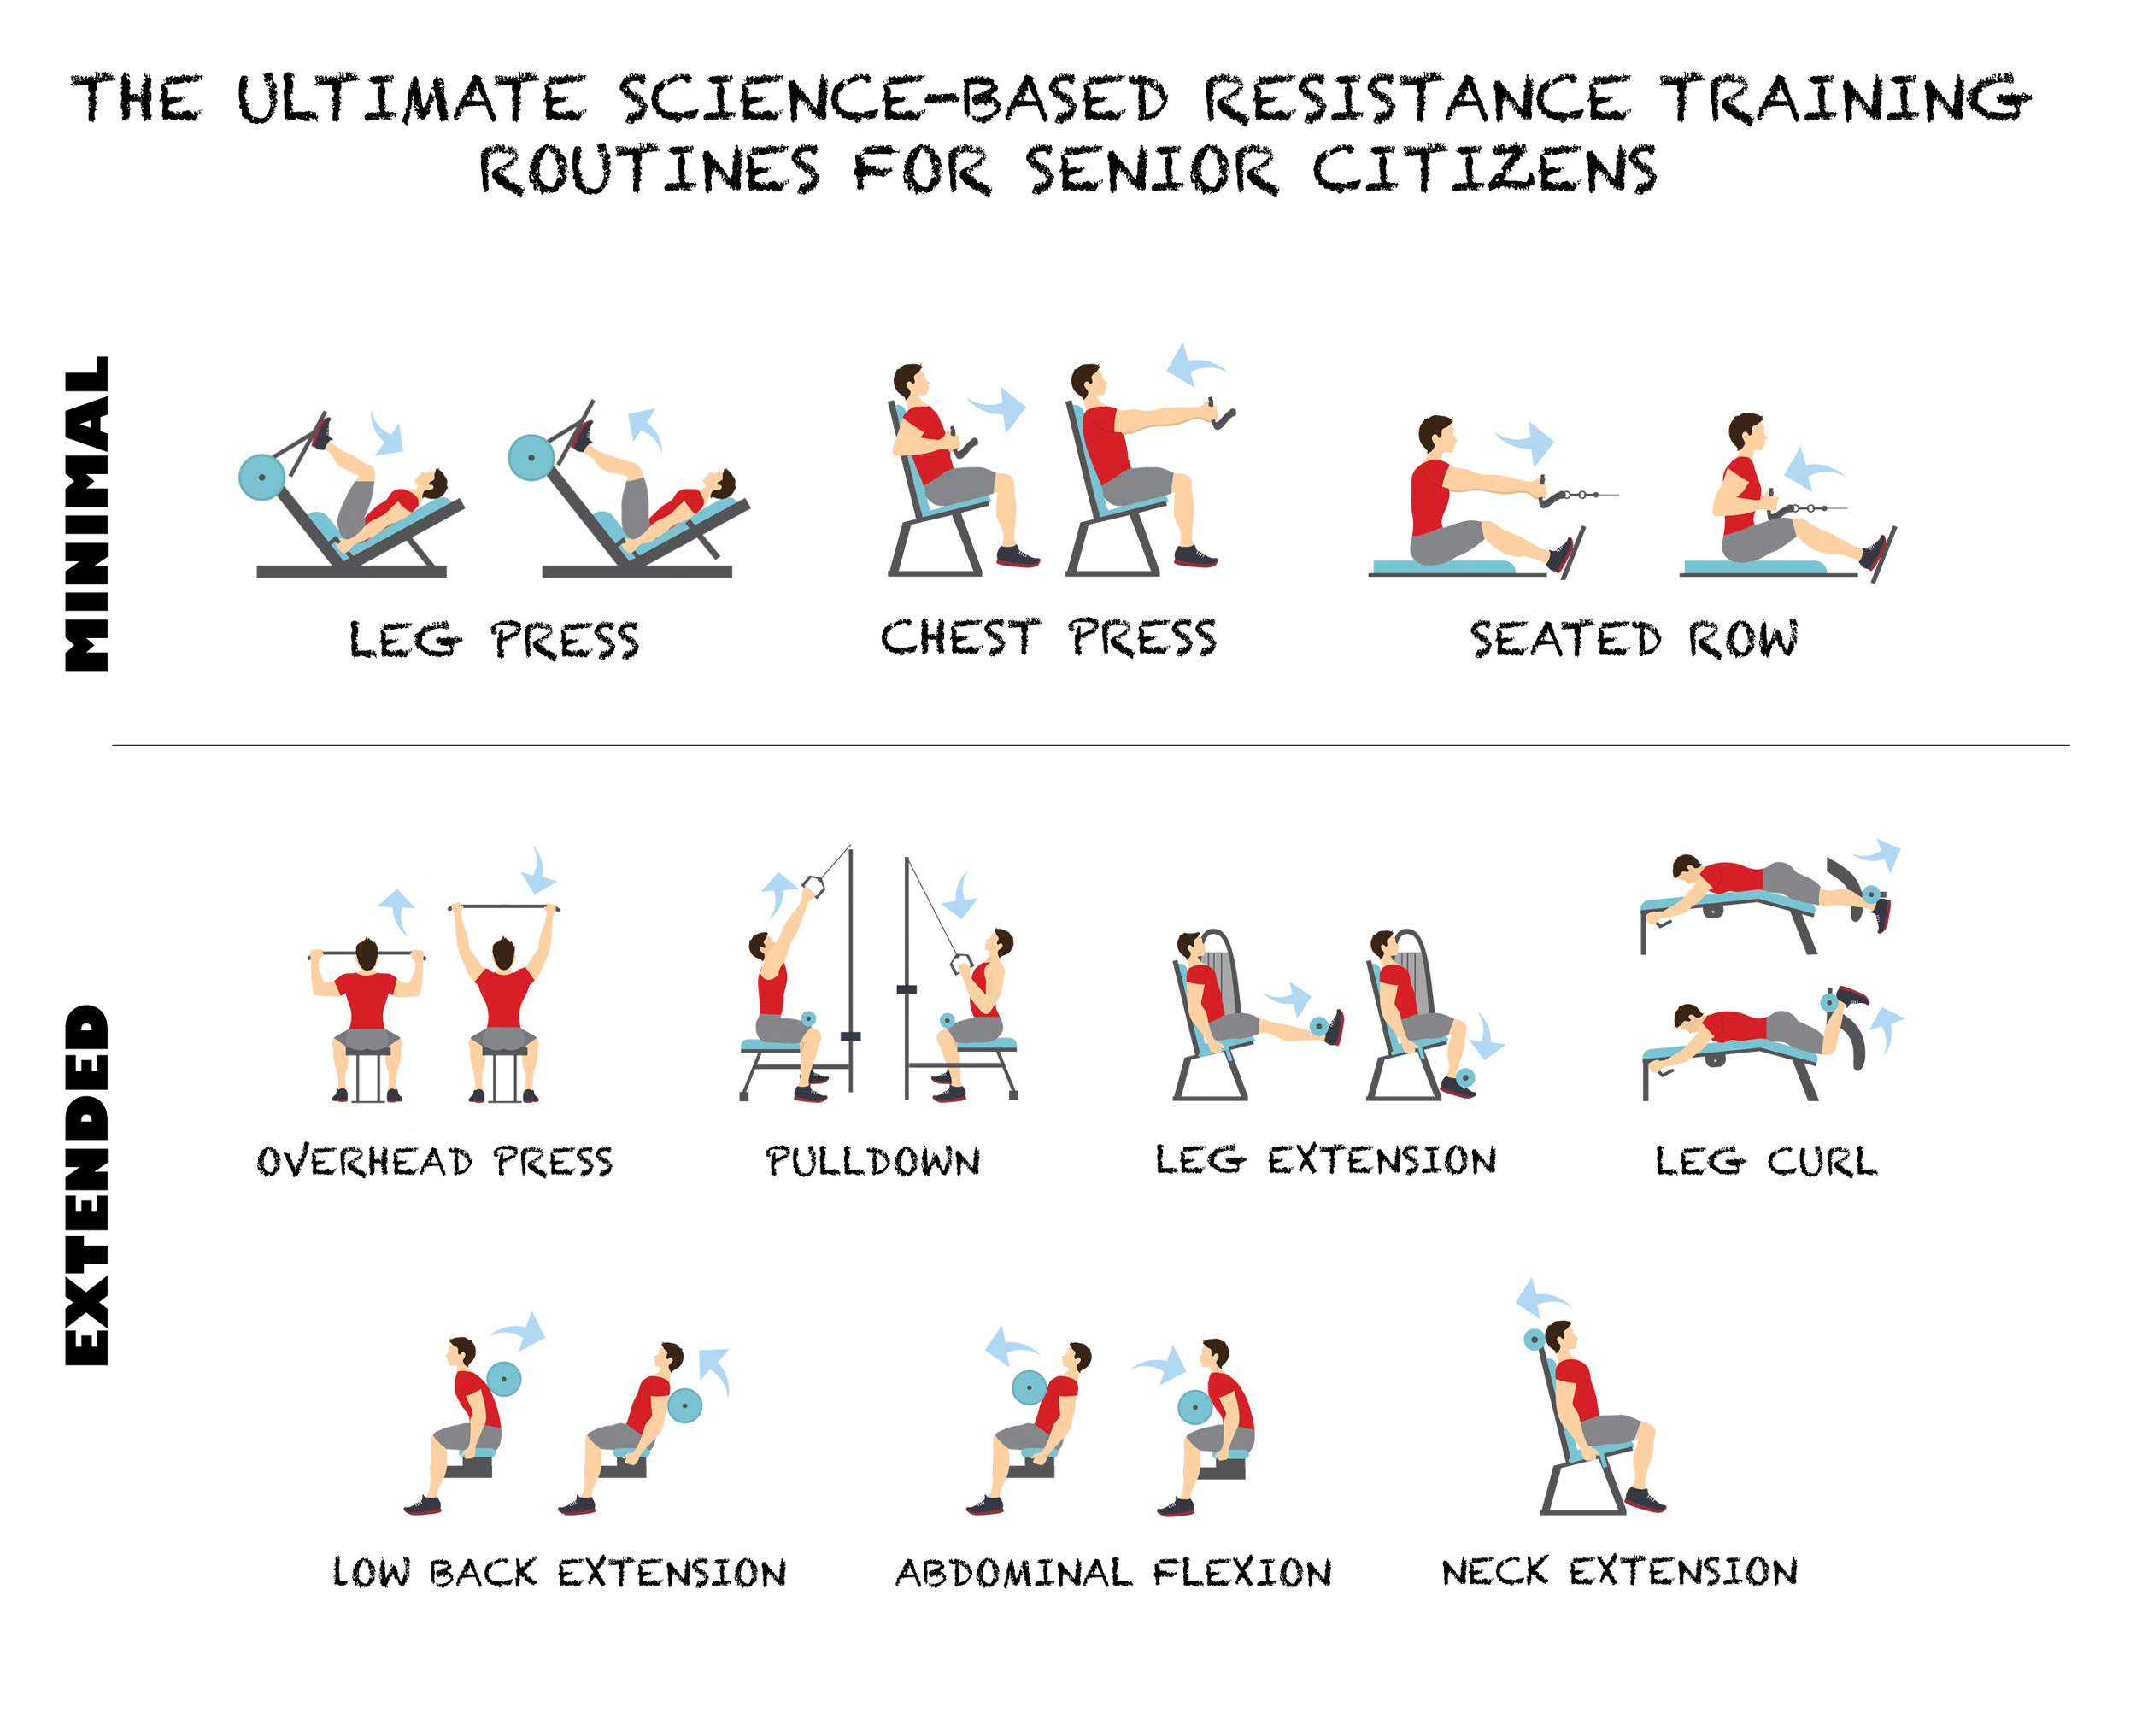 THE ULTIMATE SCIENCE-BASED RESISTANCE TRAINING
ROUTINES FOR SENIOR CITIZENS
MINIMAL
LEG PRESS
CHEST PRESS
SEATED ROW
EXTENDED
OVERHEAD PRESS
PULLDOWN
LEG EXTENSION
LEG CURL
LOW BACK EXTENSION
ABDOMINAL FLEXION
NECK EXTENSION